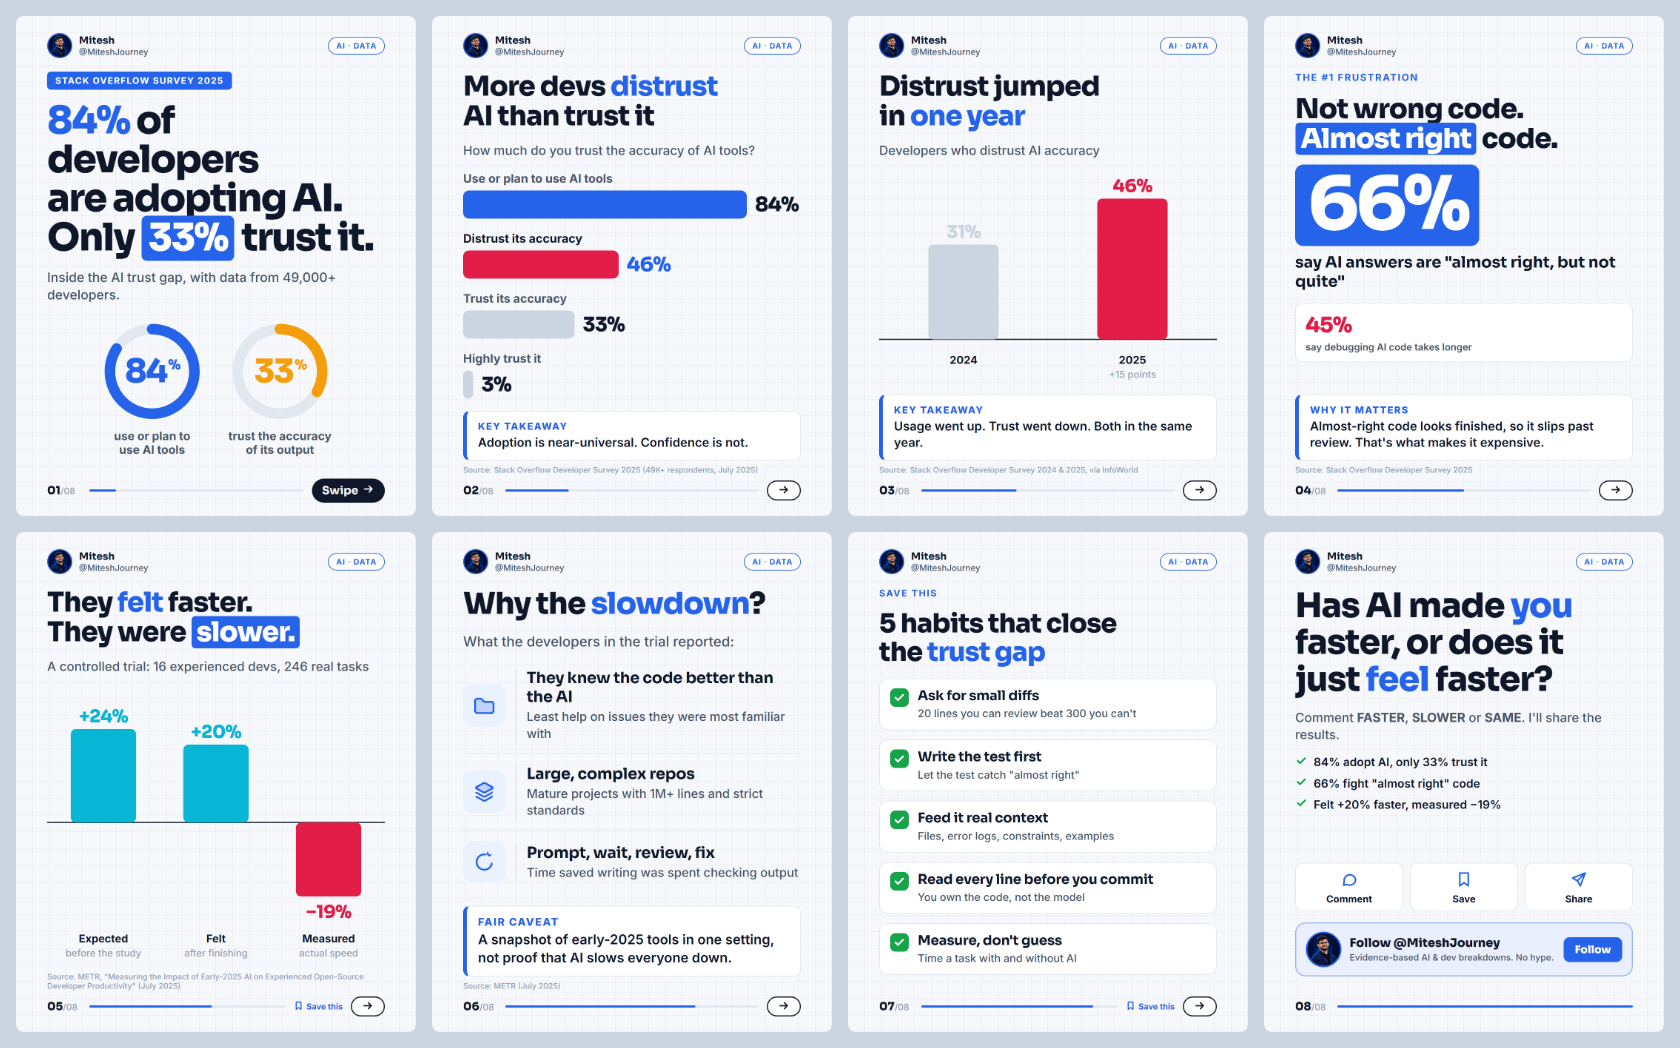 Mitesh
@MiteshJourney
AI · DATA
STACK OVERFLOW SURVEY 2025
84% of
developers
are adopting AI.
Only 33% trust it.
Inside the AI trust gap, with data from 49,000+
developers.
84%
33%
use or plan to
use AI tools
trust the accuracy
of its output
01/08
Swipe →
Mitesh
@MiteshJourney
AI · DATA
More devs distrust
AI than trust it
How much do you trust the accuracy of AI tools?
Use or plan to use AI tools
84%
Distrust its accuracy
46%
Trust its accuracy
33%
Highly trust it
3%
KEY TAKEAWAY
Adoption is near-universal. Confidence is not.
Source: Stack Overflow Developer Survey 2025 (49K+ respondents, July 2025)
02/08
→
Mitesh
@MiteshJourney
AI · DATA
Distrust jumped
in one year
Developers who distrust AI accuracy
31%
46%
2024
2025
+15 points
KEY TAKEAWAY
Usage went up. Trust went down. Both in the same
year.
Source: Stack Overflow Developer Survey 2024 & 2025, via InfoWorld
03/08
→
Mitesh
@MiteshJourney
AI · DATA
THE #1 FRUSTRATION
Not wrong code.
Almost right code.
66%
say AI answers are "almost right, but not
quite"
45%
say debugging AI code takes longer
WHY IT MATTERS
Almost-right code looks finished, so it slips past
review. That's what makes it expensive.
Source: Stack Overflow Developer Survey 2025
04/08
→
Mitesh
@MiteshJourney
AI · DATA
They felt faster.
They were slower.
A controlled trial: 16 experienced devs, 246 real tasks
+24%
+20%
−19%
Expected
before the study
Felt
after finishing
Measured
actual speed
Source: METR, "Measuring the Impact of Early-2025 AI on Experienced Open-Source
Developer Productivity" (July 2025)
05/08
Save this
→
Mitesh
@MiteshJourney
AI · DATA
Why the slowdown?
What the developers in the trial reported:
They knew the code better than
the AI
Least help on issues they were most familiar
with
Large, complex repos
Mature projects with 1M+ lines and strict
standards
Prompt, wait, review, fix
Time saved writing was spent checking output
FAIR CAVEAT
A snapshot of early-2025 tools in one setting,
not proof that AI slows everyone down.
Source: METR (July 2025)
06/08
→
Mitesh
@MiteshJourney
AI · DATA
SAVE THIS
5 habits that close
the trust gap
Ask for small diffs
20 lines you can review beat 300 you can't
Write the test first
Let the test catch "almost right"
Feed it real context
Files, error logs, constraints, examples
Read every line before you commit
You own the code, not the model
Measure, don't guess
Time a task with and without AI
07/08
Save this
→
Mitesh
@MiteshJourney
AI · DATA
Has AI made you
faster, or does it
just feel faster?
Comment FASTER, SLOWER or SAME. I'll share the
results.
84% adopt AI, only 33% trust it
66% fight "almost right" code
Felt +20% faster, measured −19%
Comment
Save
Share
Follow @MiteshJourney
Evidence-based AI & dev breakdowns. No hype.
Follow
08/08